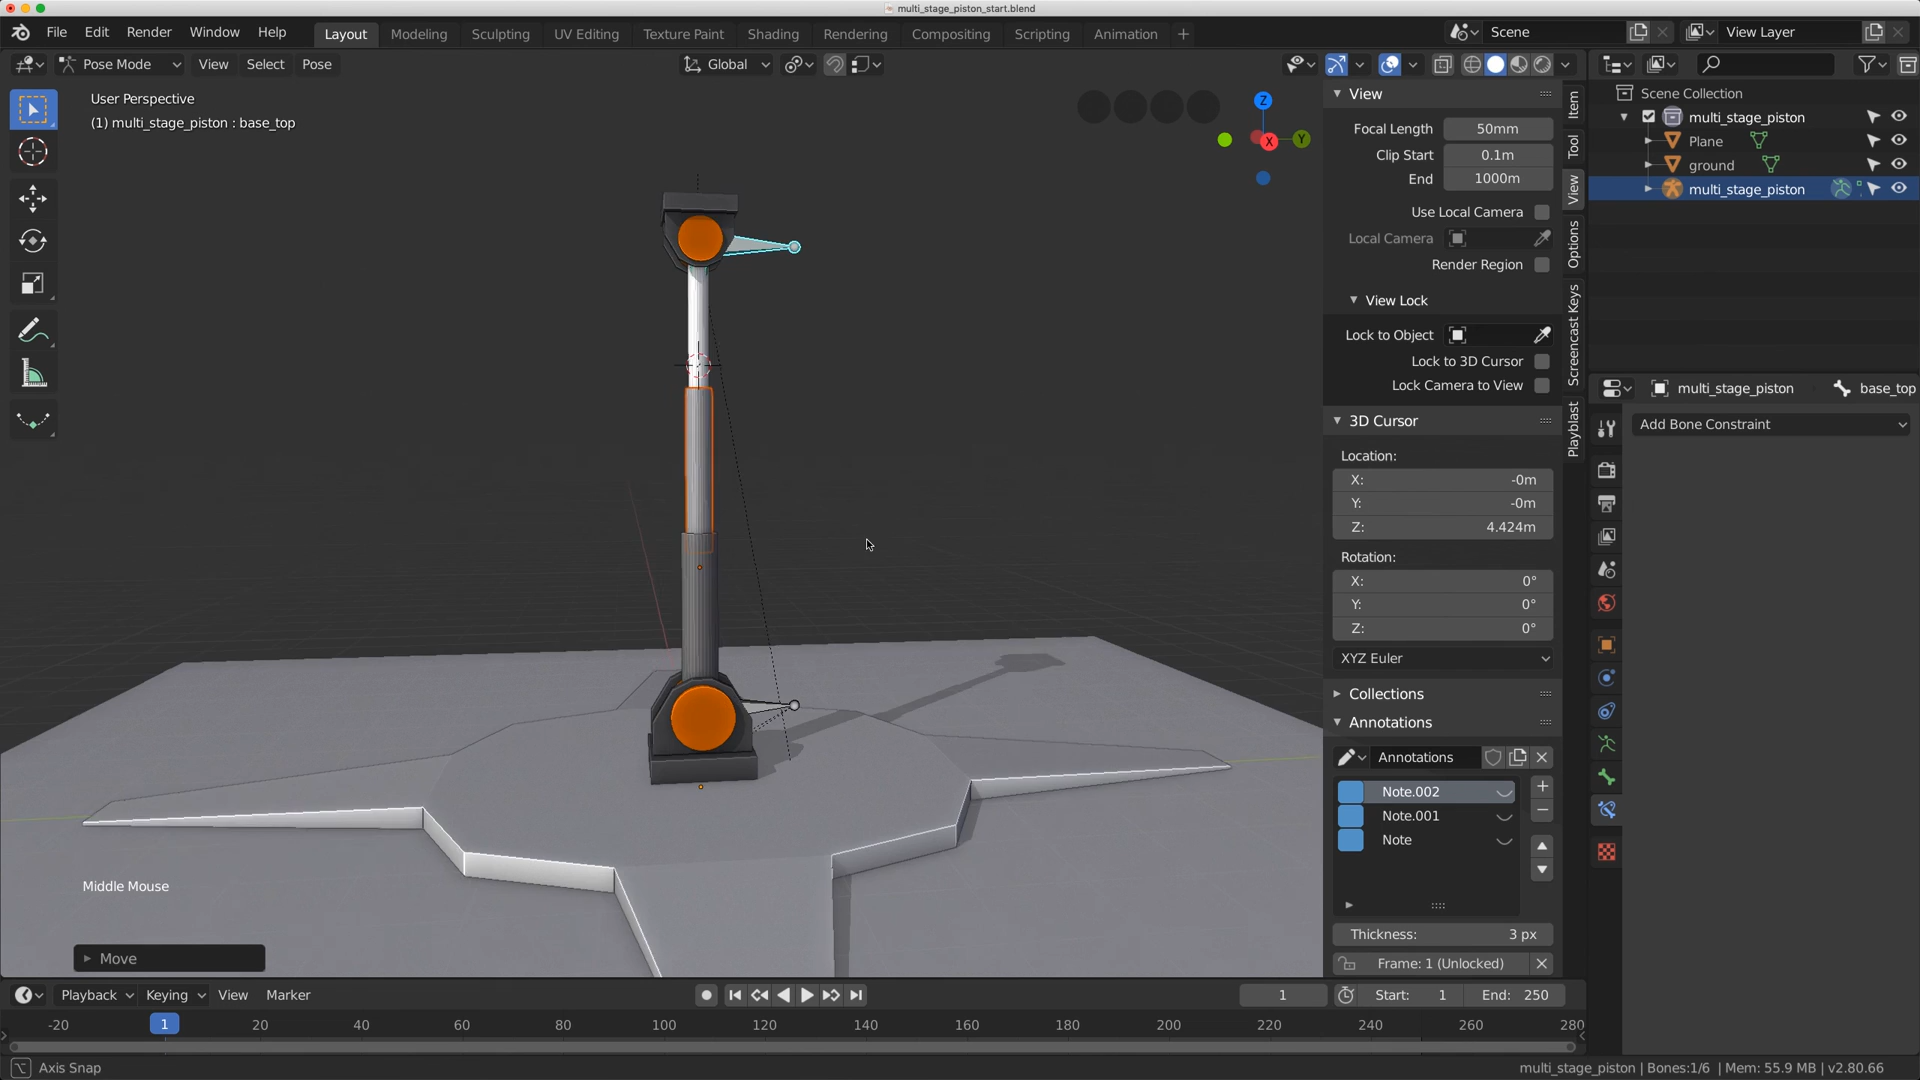 multi_stage_piston_start.blend
File Edit Render Window Help
Layout Modeling Sculpting UV Editing Texture Paint Shading Rendering Compositing Scripting Animation +
Scene
View Layer
Pose Mode View Select Pose
Global
User Perspective
(1) multi_stage_piston : base_top
Z
X
Y
View
Focal Length 50mm
Clip Start 0.1m
End 1000m
Use Local Camera
Local Camera
Render Region
View Lock
Lock to Object
Lock to 3D Cursor
Lock Camera to View
3D Cursor
Location:
X: -0m
Y: -0m
Z: 4.424m
Rotation:
X: 0°
Y: 0°
Z: 0°
XYZ Euler
Collections
Annotations
Annotations
Note.002
Note.001
Note
Thickness: 3 px
Frame: 1 (Unlocked)
Item
Tool
View
Options
Screencast Keys
Playblast
Scene Collection
multi_stage_piston
Plane
ground
multi_stage_piston
multi_stage_piston base_top
Add Bone Constraint
Middle Mouse
Move
Playback Keying View Marker
1
Start: 1
End: 250
-20 1 20 40 60 80 100 120 140 160 180 200 220 240 260 280
Axis Snap
multi_stage_piston | Bones:1/6 | Mem: 55.9 MB | v2.80.66